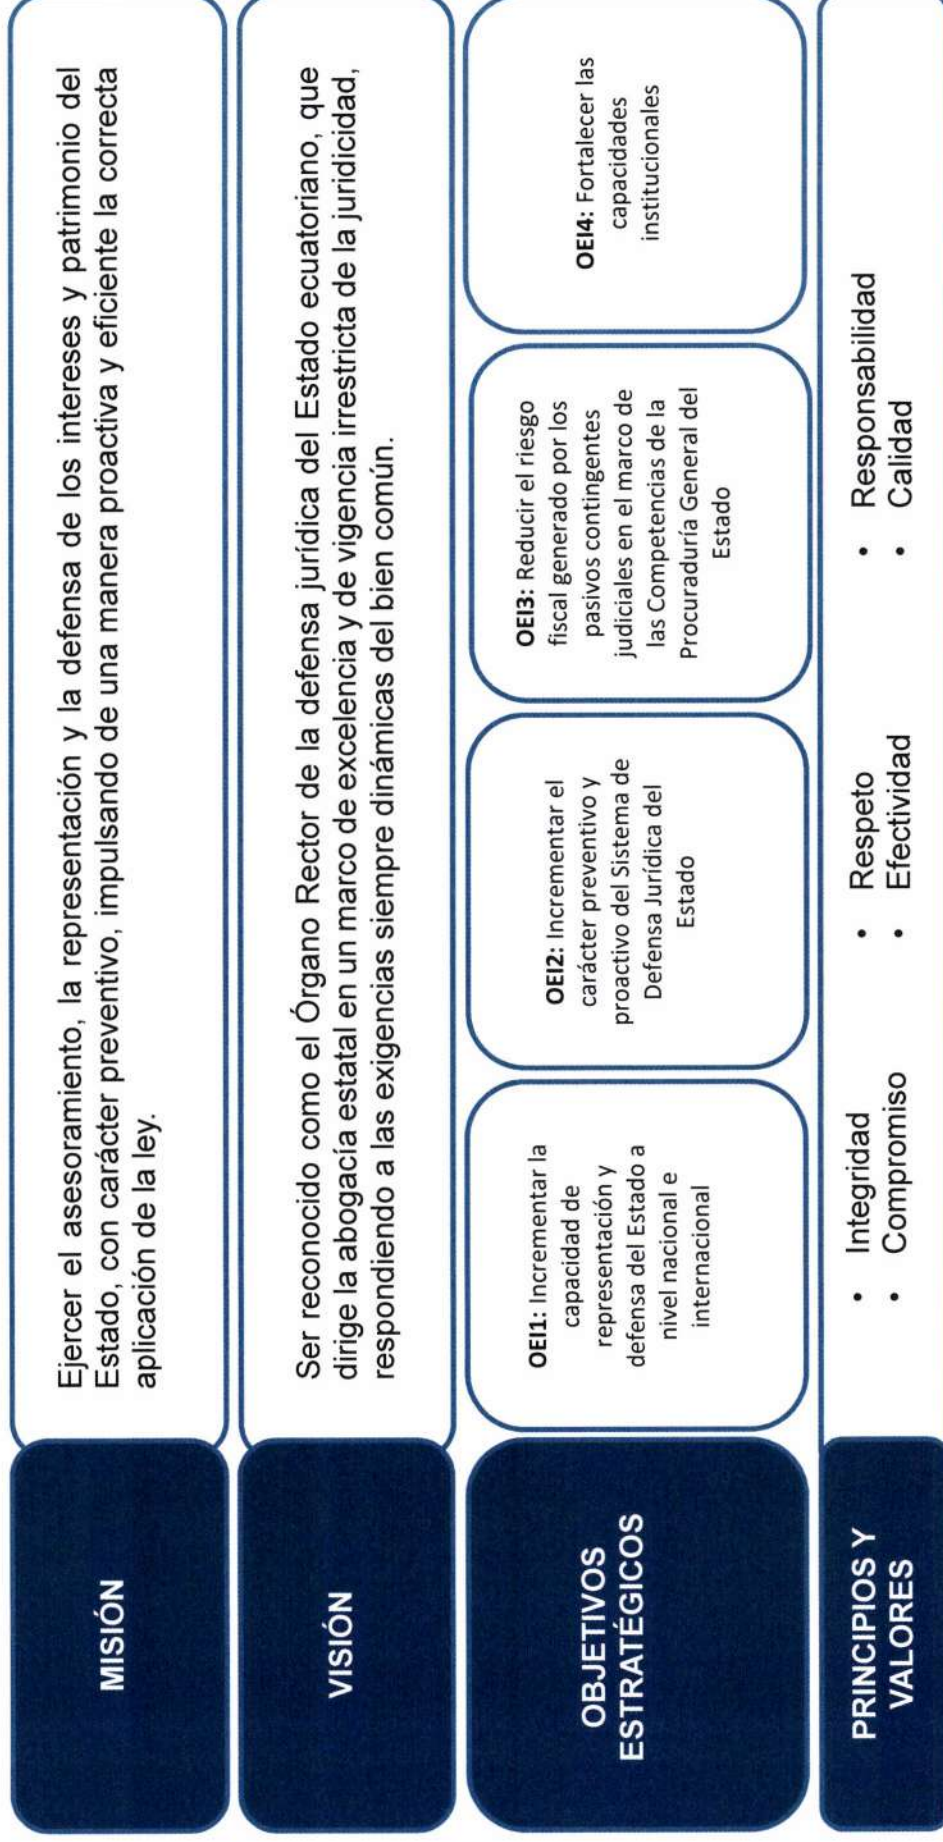 MISIÓN
Ejercer el asesoramiento, la representación y la defensa de los intereses y patrimonio del
Estado, con carácter preventivo, impulsando de una manera proactiva y eficiente la correcta
aplicación de la ley.
VISIÓN
Ser reconocido como el Órgano Rector de la defensa jurídica del Estado ecuatoriano, que
dirige la abogacía estatal en un marco de excelencia y de vigencia irrestricta de la juridicidad,
respondiendo a las exigencias siempre dinámicas del bien común.
OBJETIVOS
ESTRATÉGICOS
OEI1: Incrementar la
capacidad de
representación y
defensa del Estado a
nivel nacional e
internacional
OEI2: Incrementar el
carácter preventivo y
proactivo del Sistema de
Defensa Jurídica del
Estado
OEI3: Reducir el riesgo
fiscal generado por los
pasivos contingentes
judiciales en el marco de
las Competencias de la
Procuraduría General del
Estado
OEI4: Fortalecer las
capacidades
institucionales
PRINCIPIOS Y
VALORES
• Integridad
• Compromiso
• Respeto
• Efectividad
• Responsabilidad
• Calidad